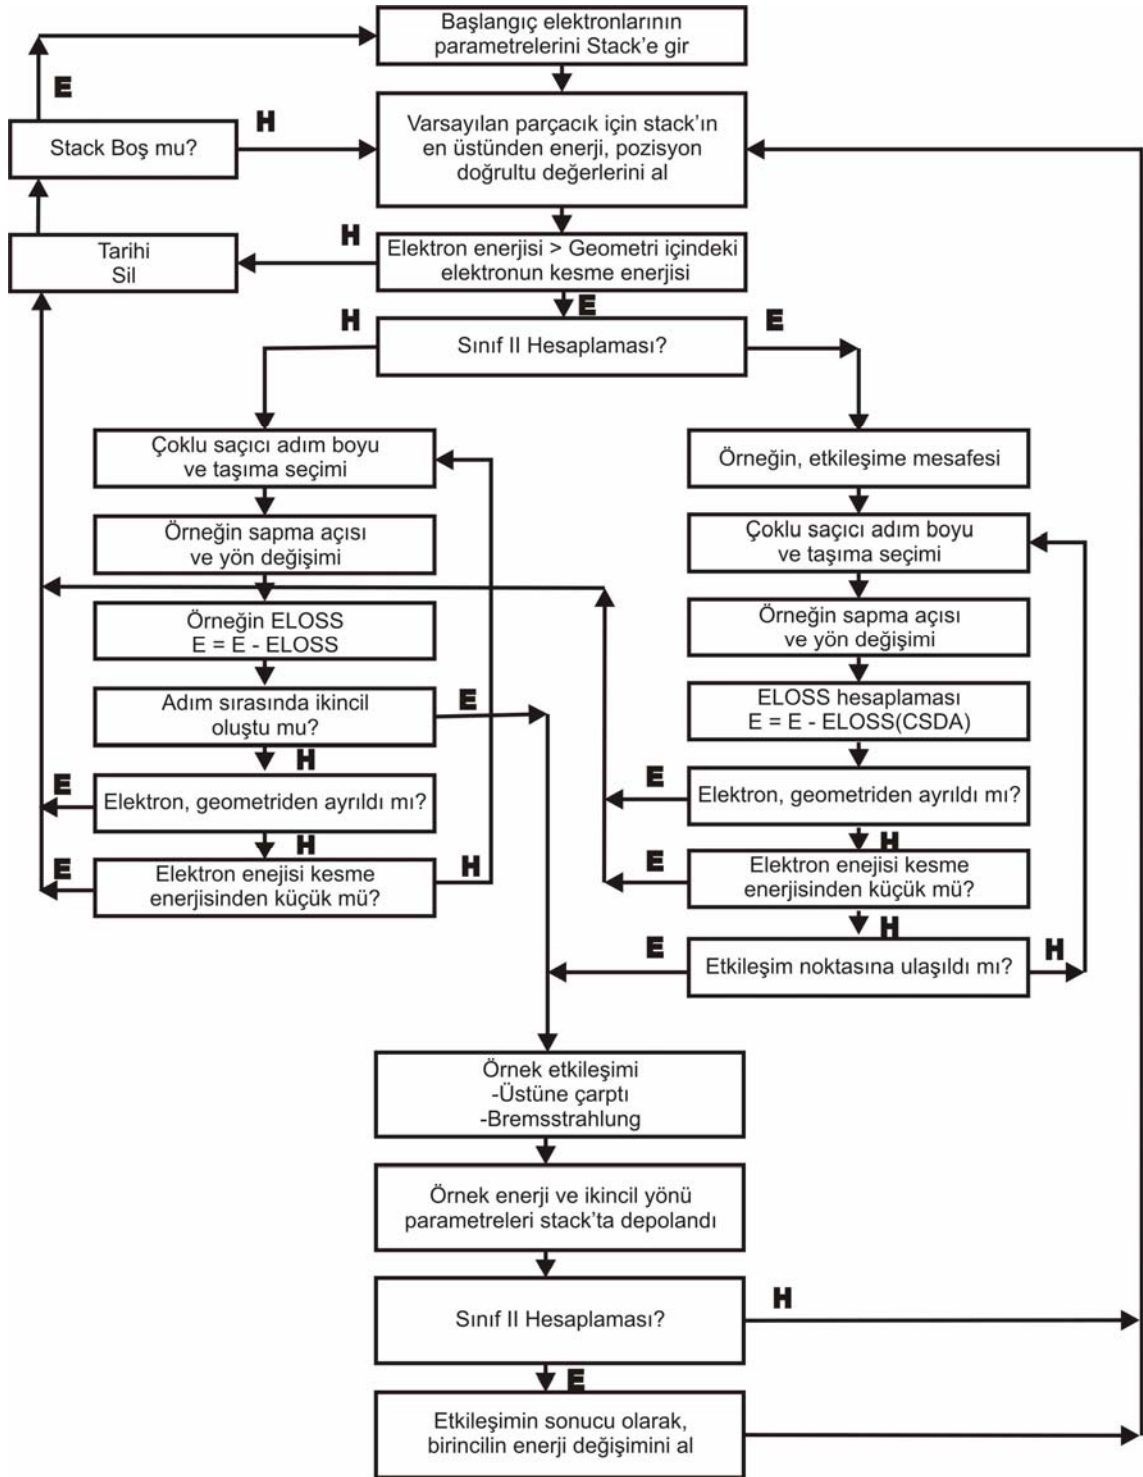 Başlangıç elektronlarının
parametrelerini Stack'e gir
E
H
Stack Boş mu?
Varsayılan parçacık için stack'ın
en üstünden enerji, pozisyon
doğrultu değerlerini al
H
Tarihi
Sil
Elektron enerjisi > Geometri içindeki
elektronun kesme enerjisi
E
H
E
Sınıf II Hesaplaması?
Çoklu saçıcı adım boyu
ve taşıma seçimi
Örneğin sapma açısı
ve yön değişimi
Örneğin ELOSS
E = E - ELOSS
Adım sırasında ikincil
oluştu mu?
E
H
E
Elektron, geometriden ayrıldı mı?
H
E
Elektron enejisi kesme
enerjisinden küçük mü?
H
Örneğin, etkileşime mesafesi
Çoklu saçıcı adım boyu
ve taşıma seçimi
Örneğin sapma açısı
ve yön değişimi
ELOSS hesaplaması
E = E - ELOSS(CSDA)
E
Elektron, geometriden ayrıldı mı?
H
E
Elektron enejisi kesme
enerjisinden küçük mü?
H
E
Etkileşim noktasına ulaşıldı mı?
H
Örnek etkileşimi
-Üstüne çarptı
-Bremsstrahlung
Örnek enerji ve ikincil yönü
parametreleri stack'ta depolandı
Sınıf II Hesaplaması?
H
E
Etkileşimin sonucu olarak,
birincilin enerji değişimini al